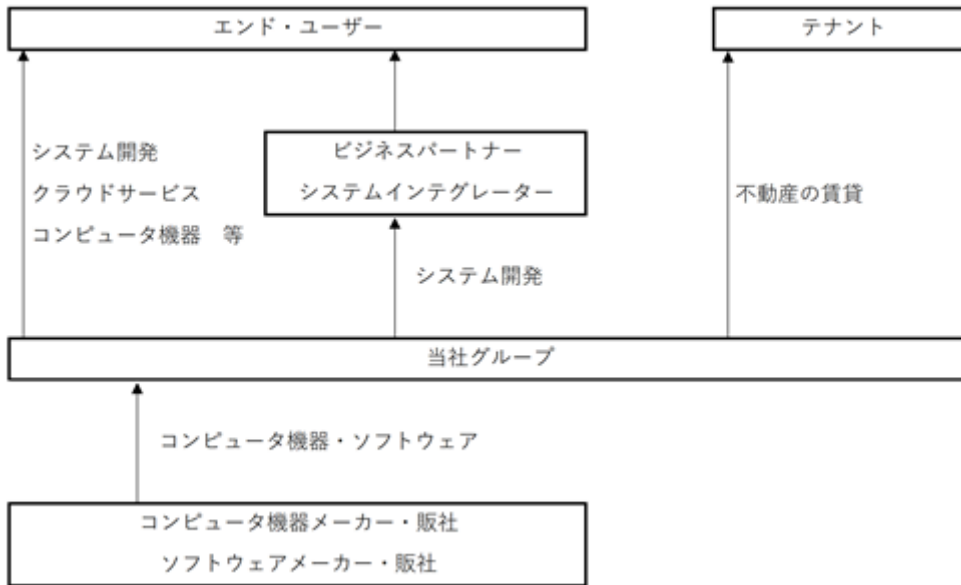 エンド・ユーザー
テナント
システム開発
クラウドサービス
コンピュータ機器　等
ビジネスパートナー
システムインテグレーター
不動産の賃貸
システム開発
当社グループ
コンピュータ機器・ソフトウェア
コンピュータ機器メーカー・販社
ソフトウェアメーカー・販社